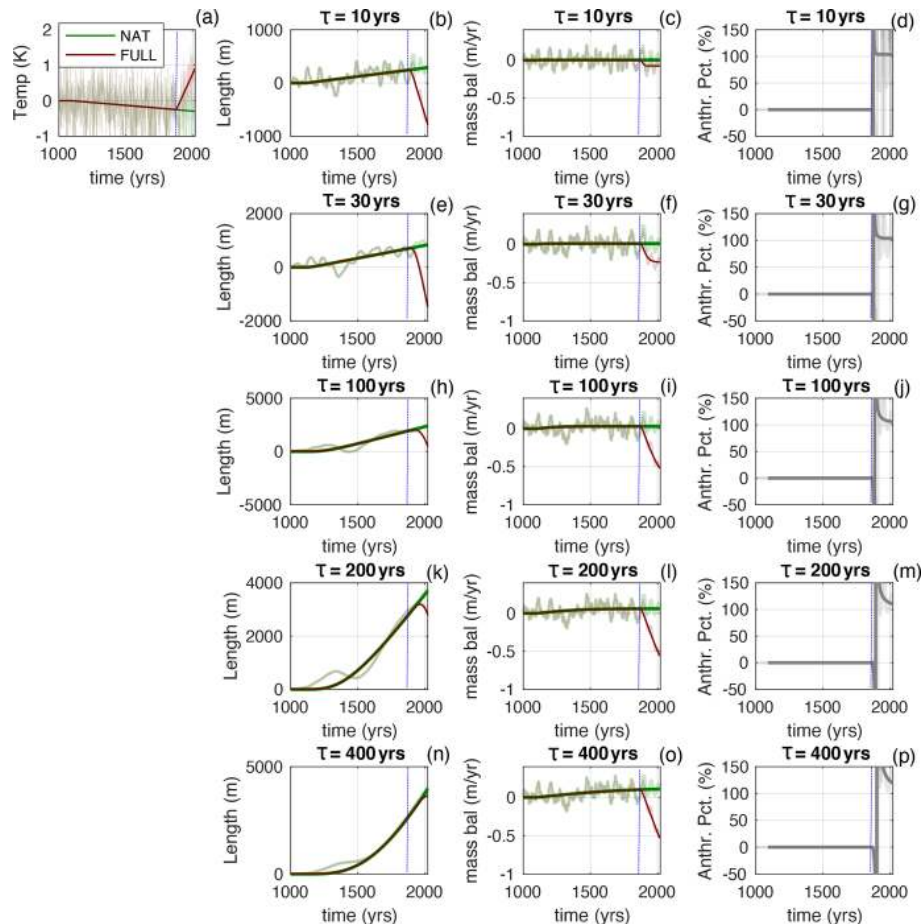 (a) τ = 10 yrs (b) τ = 10 yrs (c) τ = 10 yrs (d)
NAT
FULL
Temp (K)
2
1
0
-1
1000 1500 2000
time (yrs)
Length (m)
1000
0
-1000
1000 1500 2000
time (yrs)
mass bal (m/yr)
0
-0.5
-1
1000 1500 2000
time (yrs)
Anthr. Pct. (%)
150
100
50
0
-50
1000 1500 2000
time (yrs)
τ = 30 yrs (e) τ = 30 yrs (f) τ = 30 yrs (g)
Length (m)
2000
0
-2000
1000 1500 2000
time (yrs)
mass bal (m/yr)
0
-0.5
-1
1000 1500 2000
time (yrs)
Anthr. Pct. (%)
150
100
50
0
-50
1000 1500 2000
time (yrs)
τ = 100 yrs (h) τ = 100 yrs (i) τ = 100 yrs (j)
Length (m)
5000
0
-5000
1000 1500 2000
time (yrs)
mass bal (m/yr)
0
-0.5
-1
1000 1500 2000
time (yrs)
Anthr. Pct. (%)
150
100
50
0
-50
1000 1500 2000
time (yrs)
τ = 200 yrs (k) τ = 200 yrs (l) τ = 200 yrs (m)
Length (m)
4000
2000
0
1000 1500 2000
time (yrs)
mass bal (m/yr)
0
-0.5
-1
1000 1500 2000
time (yrs)
Anthr. Pct. (%)
150
100
50
0
-50
1000 1500 2000
time (yrs)
τ = 400 yrs (n) τ = 400 yrs (o) τ = 400 yrs (p)
Length (m)
5000
0
1000 1500 2000
time (yrs)
mass bal (m/yr)
0
-0.5
-1
1000 1500 2000
time (yrs)
Anthr. Pct. (%)
150
100
50
0
-50
1000 1500 2000
time (yrs)